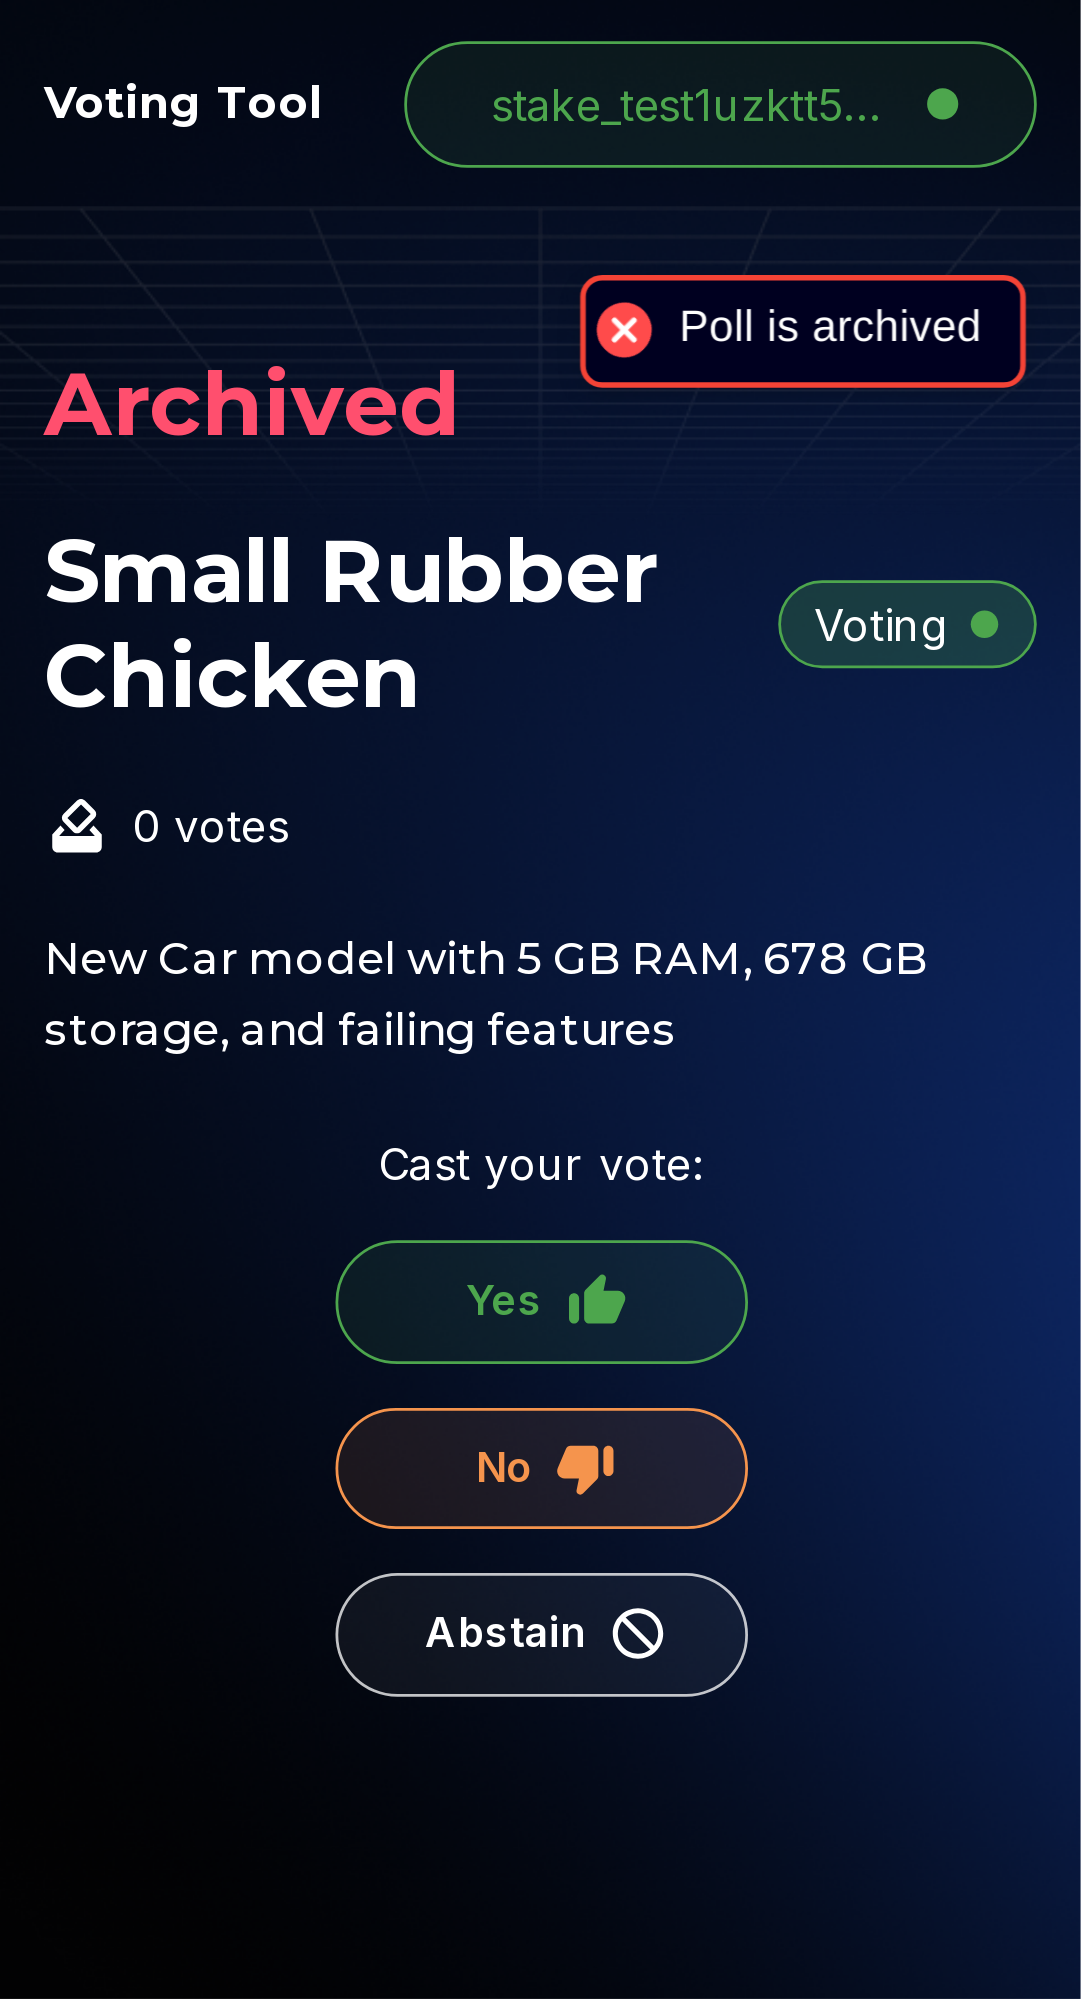 Voting Tool
stake_test1uzktt5...
Poll is archived
Archived
Small Rubber
Chicken
Voting
0 votes
New Car model with 5 GB RAM, 678 GB
storage, and failing features
Cast your vote:
Yes
No
Abstain